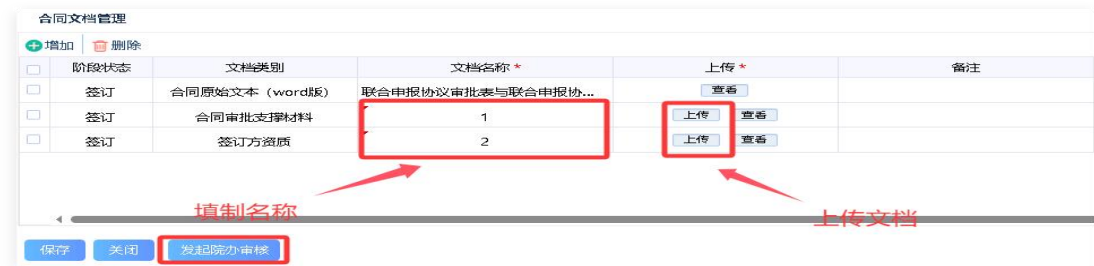 合同文档管理
增加 删除
阶段状态 文档类别 文档名称 * 上传 * 备注
签订 合同原始文本（word版） 联合申报协议审批表与联合申报协... 查看
签订 合同审批支撑材料 1 上传 查看
签订 签订方资质 2 上传 查看
填制名称 上传文档
保存 关闭 发起院办审核